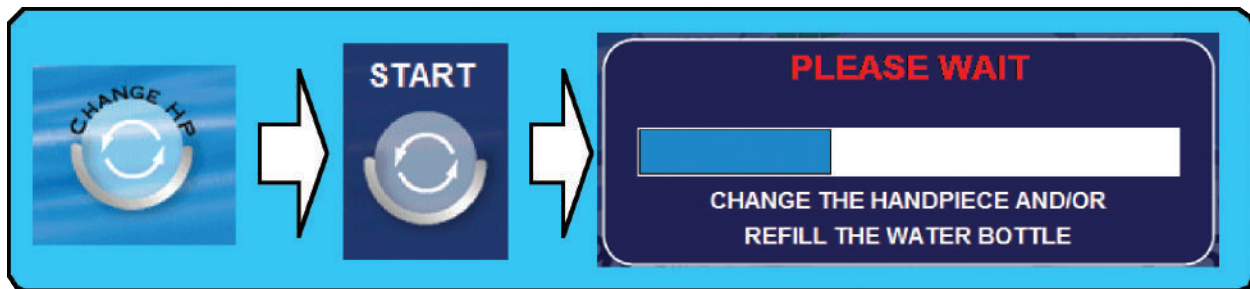 CHANGE HP
START
PLEASE WAIT
CHANGE THE HANDPIECE AND/OR
REFILL THE WATER BOTTLE